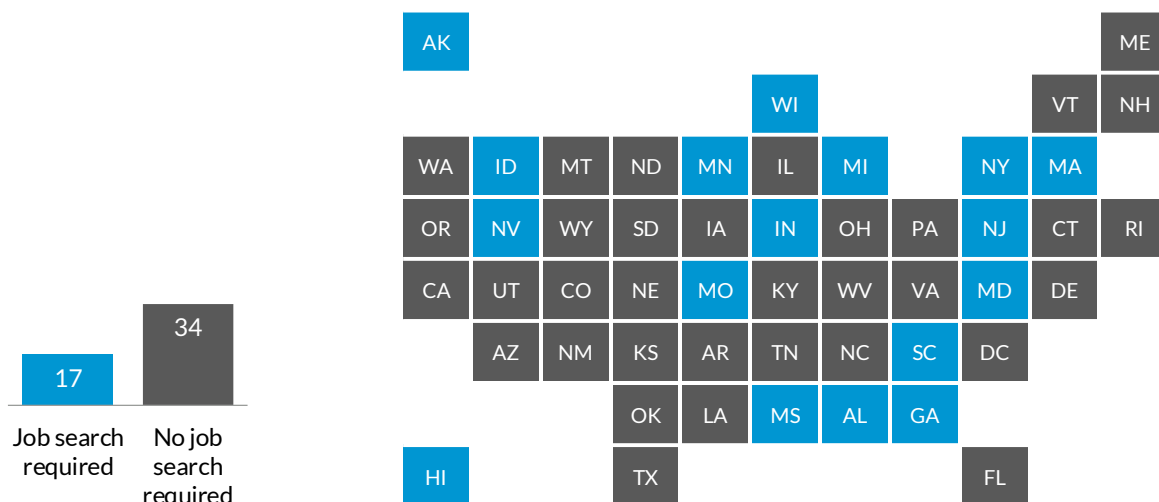 AK ME
WI VT NH
WA ID MT ND MN IL MI NY MA
OR NV WY SD IA IN OH PA NJ CT RI
CA UT CO NE MO KY WV VA MD DE
AZ NM KS AR TN NC SC DC
OK LA MS AL GA
HI TX FL
17
34
Job search
required
No job
search
required